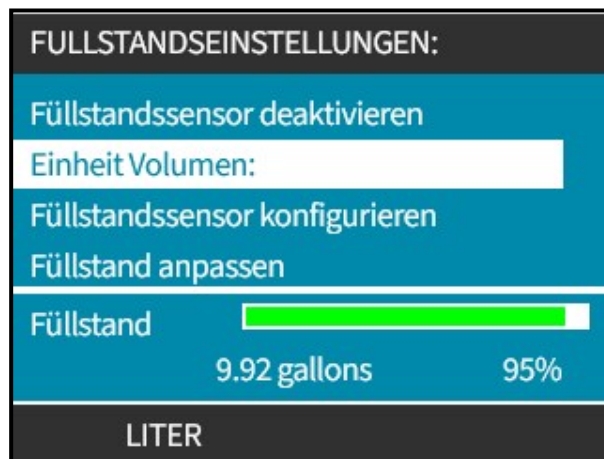 FULLSTANDSEINSTELLUNGEN:
Füllstandssensor deaktivieren
Einheit Volumen:
Füllstandssensor konfigurieren
Füllstand anpassen
Füllstand
9.92 gallons 95%
LITER